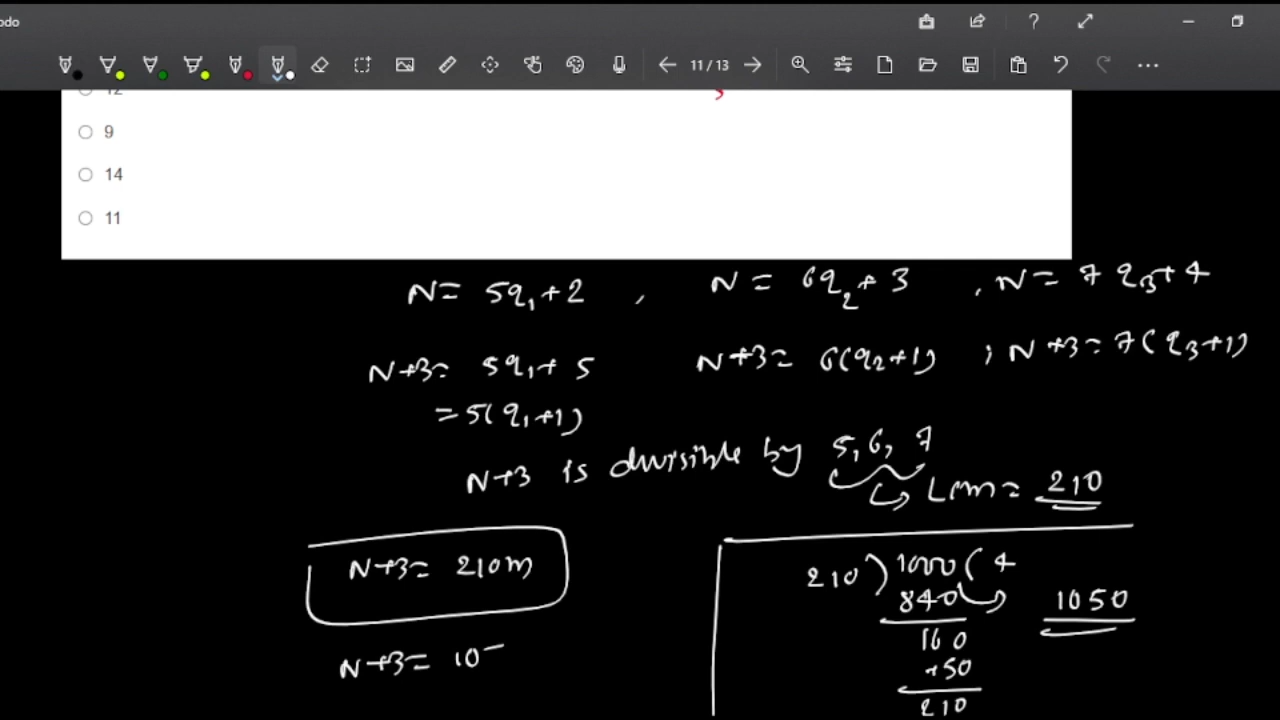 odo
11 / 13
12
9
14
11
N = 5q₁ + 2 , N = 6q₂ + 3 , N = 7q₃ + 4
N+3 = 5q₁ + 5 N+3 = 6(q₂+1) ; N+3 = 7(q₃+1)
= 5(q₁+1)
N+3 is divisible by 5, 6, 7
Lcm = 210
N+3 = 210m
210 ) 1000 ( 4
840 1050
160
+50
210
N+3 = 10